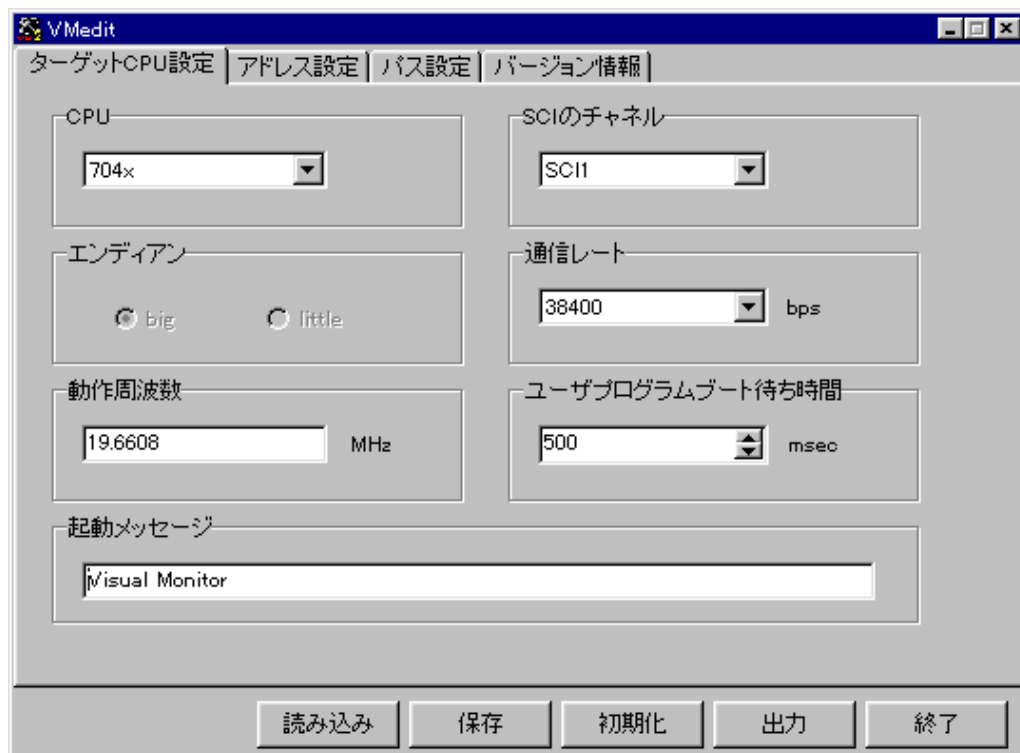 VMedit
ターゲットCPU設定 アドレス設定 パス設定 バージョン情報
CPU
704x
SCIのチャネル
SCI1
エンディアン
big little
通信レート
38400 bps
動作周波数
19.6608 MHz
ユーザプログラムブート待ち時間
500 msec
起動メッセージ
Visual Monitor
読み込み 保存 初期化 出力 終了